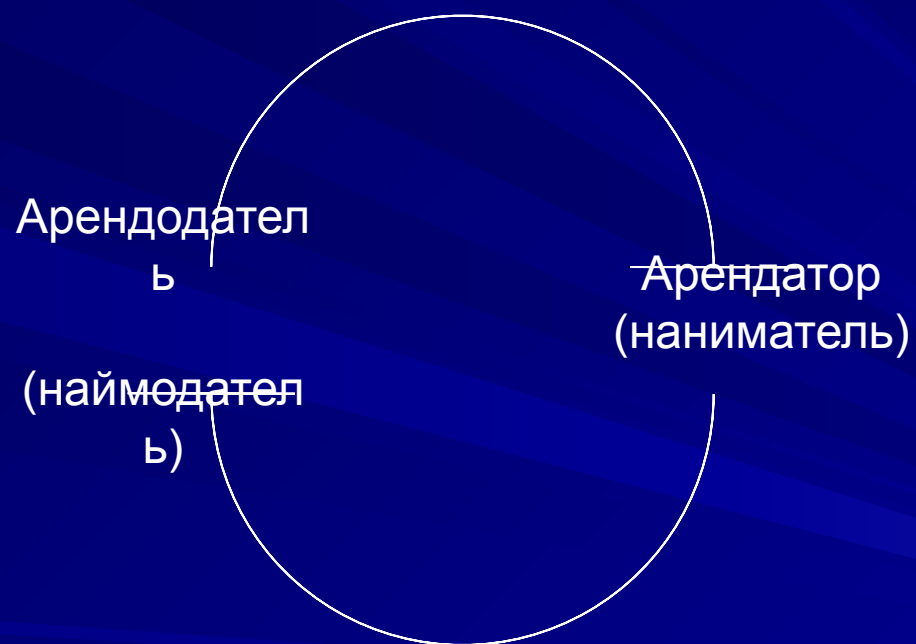 Арендодател
ь
(наймодател
ь)
Арендатор
(наниматель)